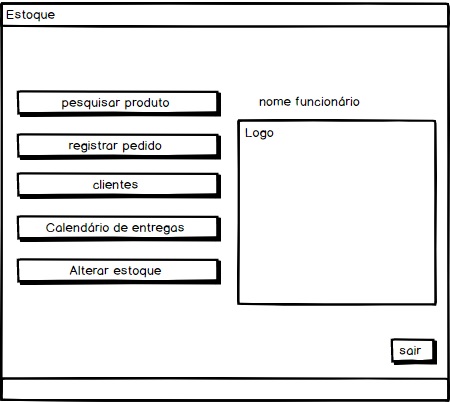 Estoque
pesquisar produto
nome funcionário
registrar pedido
Logo
clientes
Calendário de entregas
Alterar estoque
sair